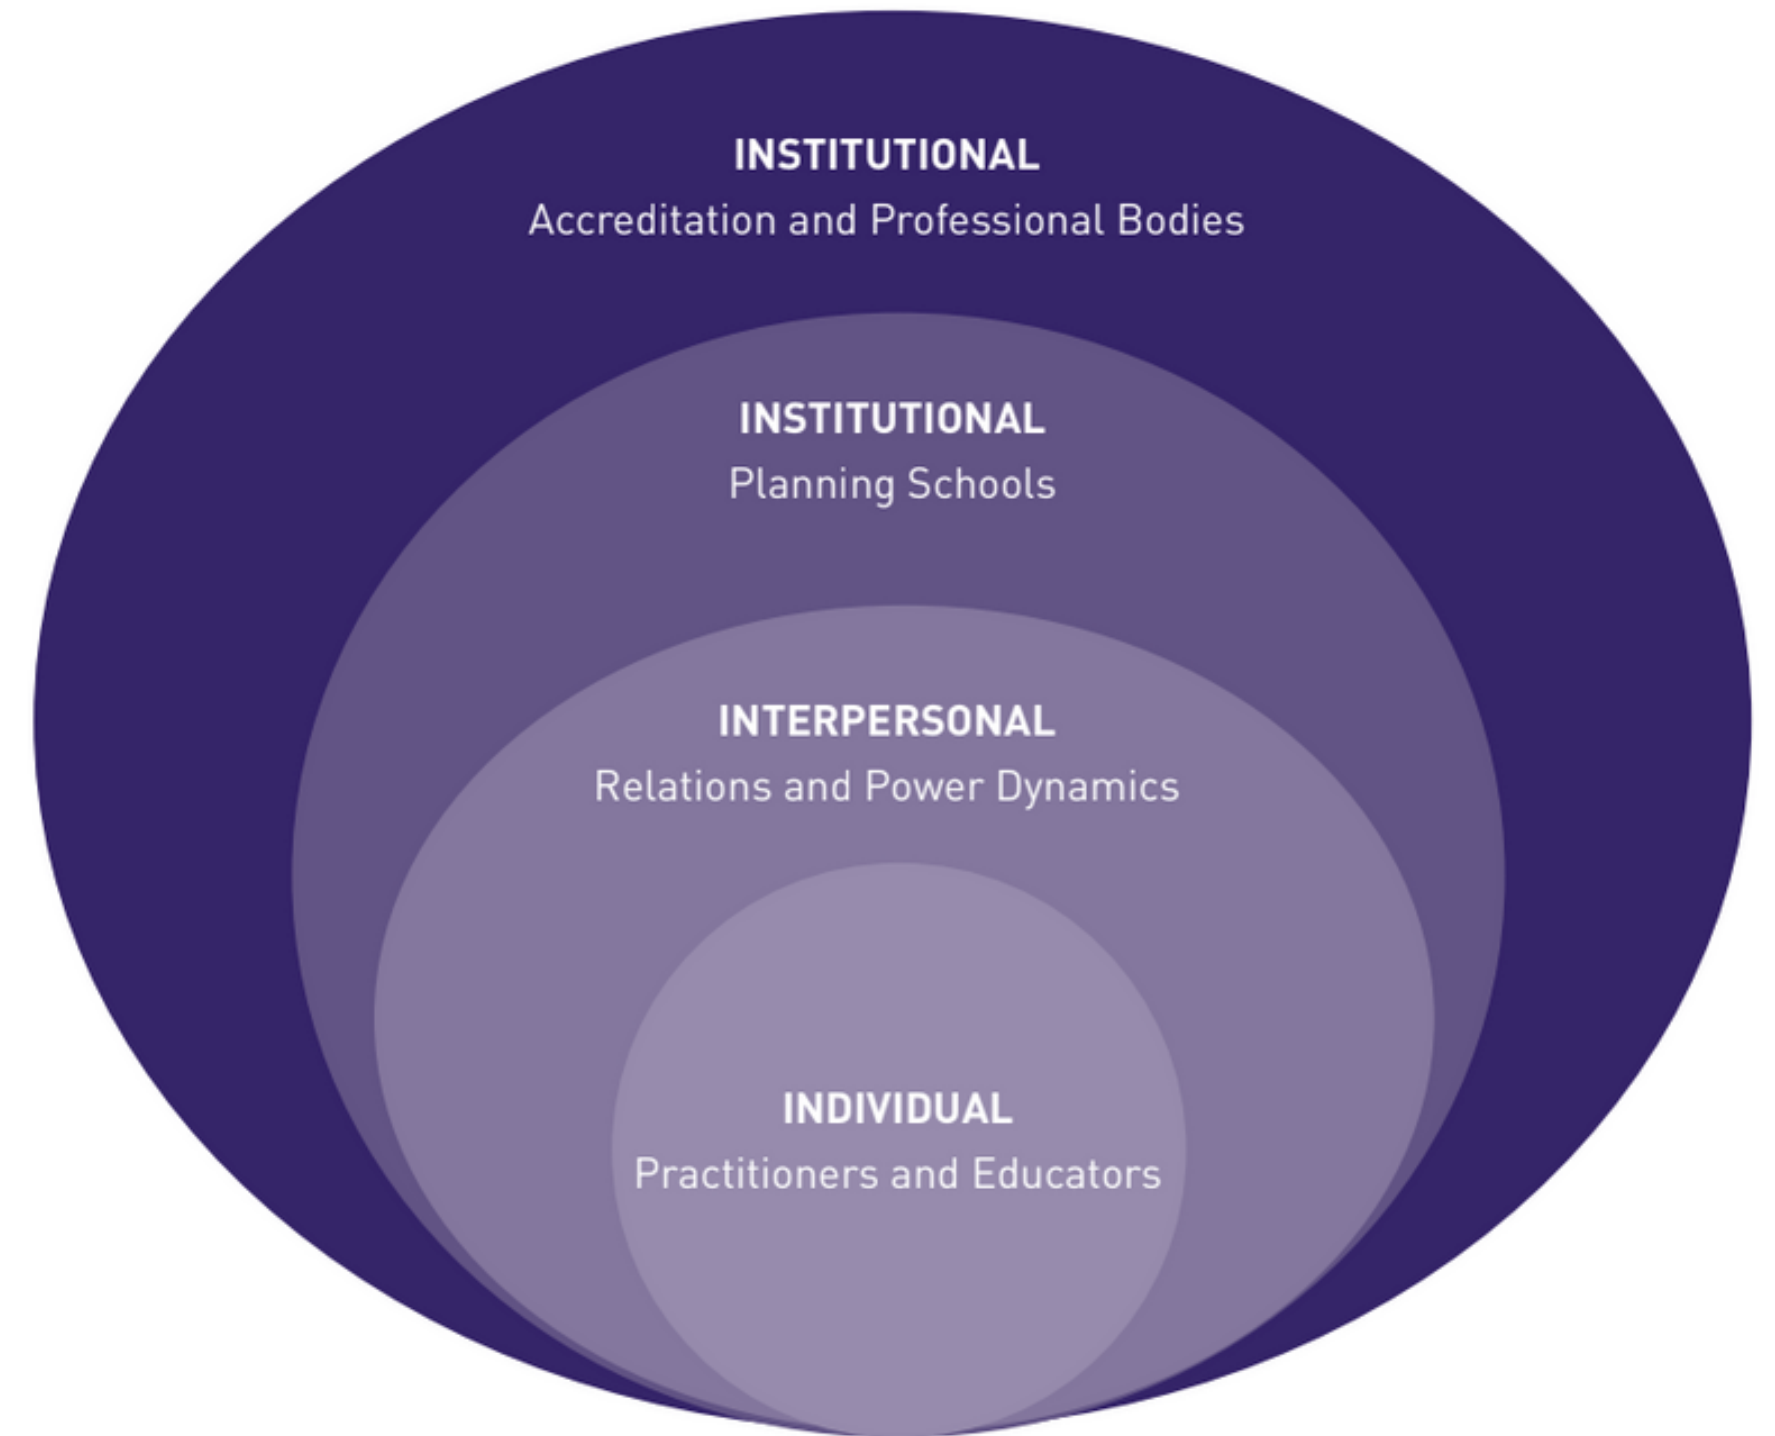 INSTITUTIONAL
Accreditation and Professional Bodies
INSTITUTIONAL
Planning Schools
INTERPERSONAL
Relations and Power Dynamics
INDIVIDUAL
Practitioners and Educators